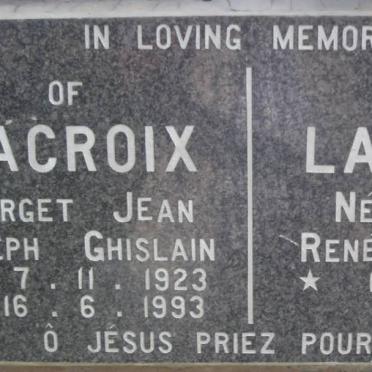 IN LOVING MEMOR
OF
ACROIX LA
RGET JEAN NÉ
EPH GHISLAIN RENÉ
7 . 11 . 1923 ★
16 . 6 . 1993
Ô JÉSUS PRIEZ POUR